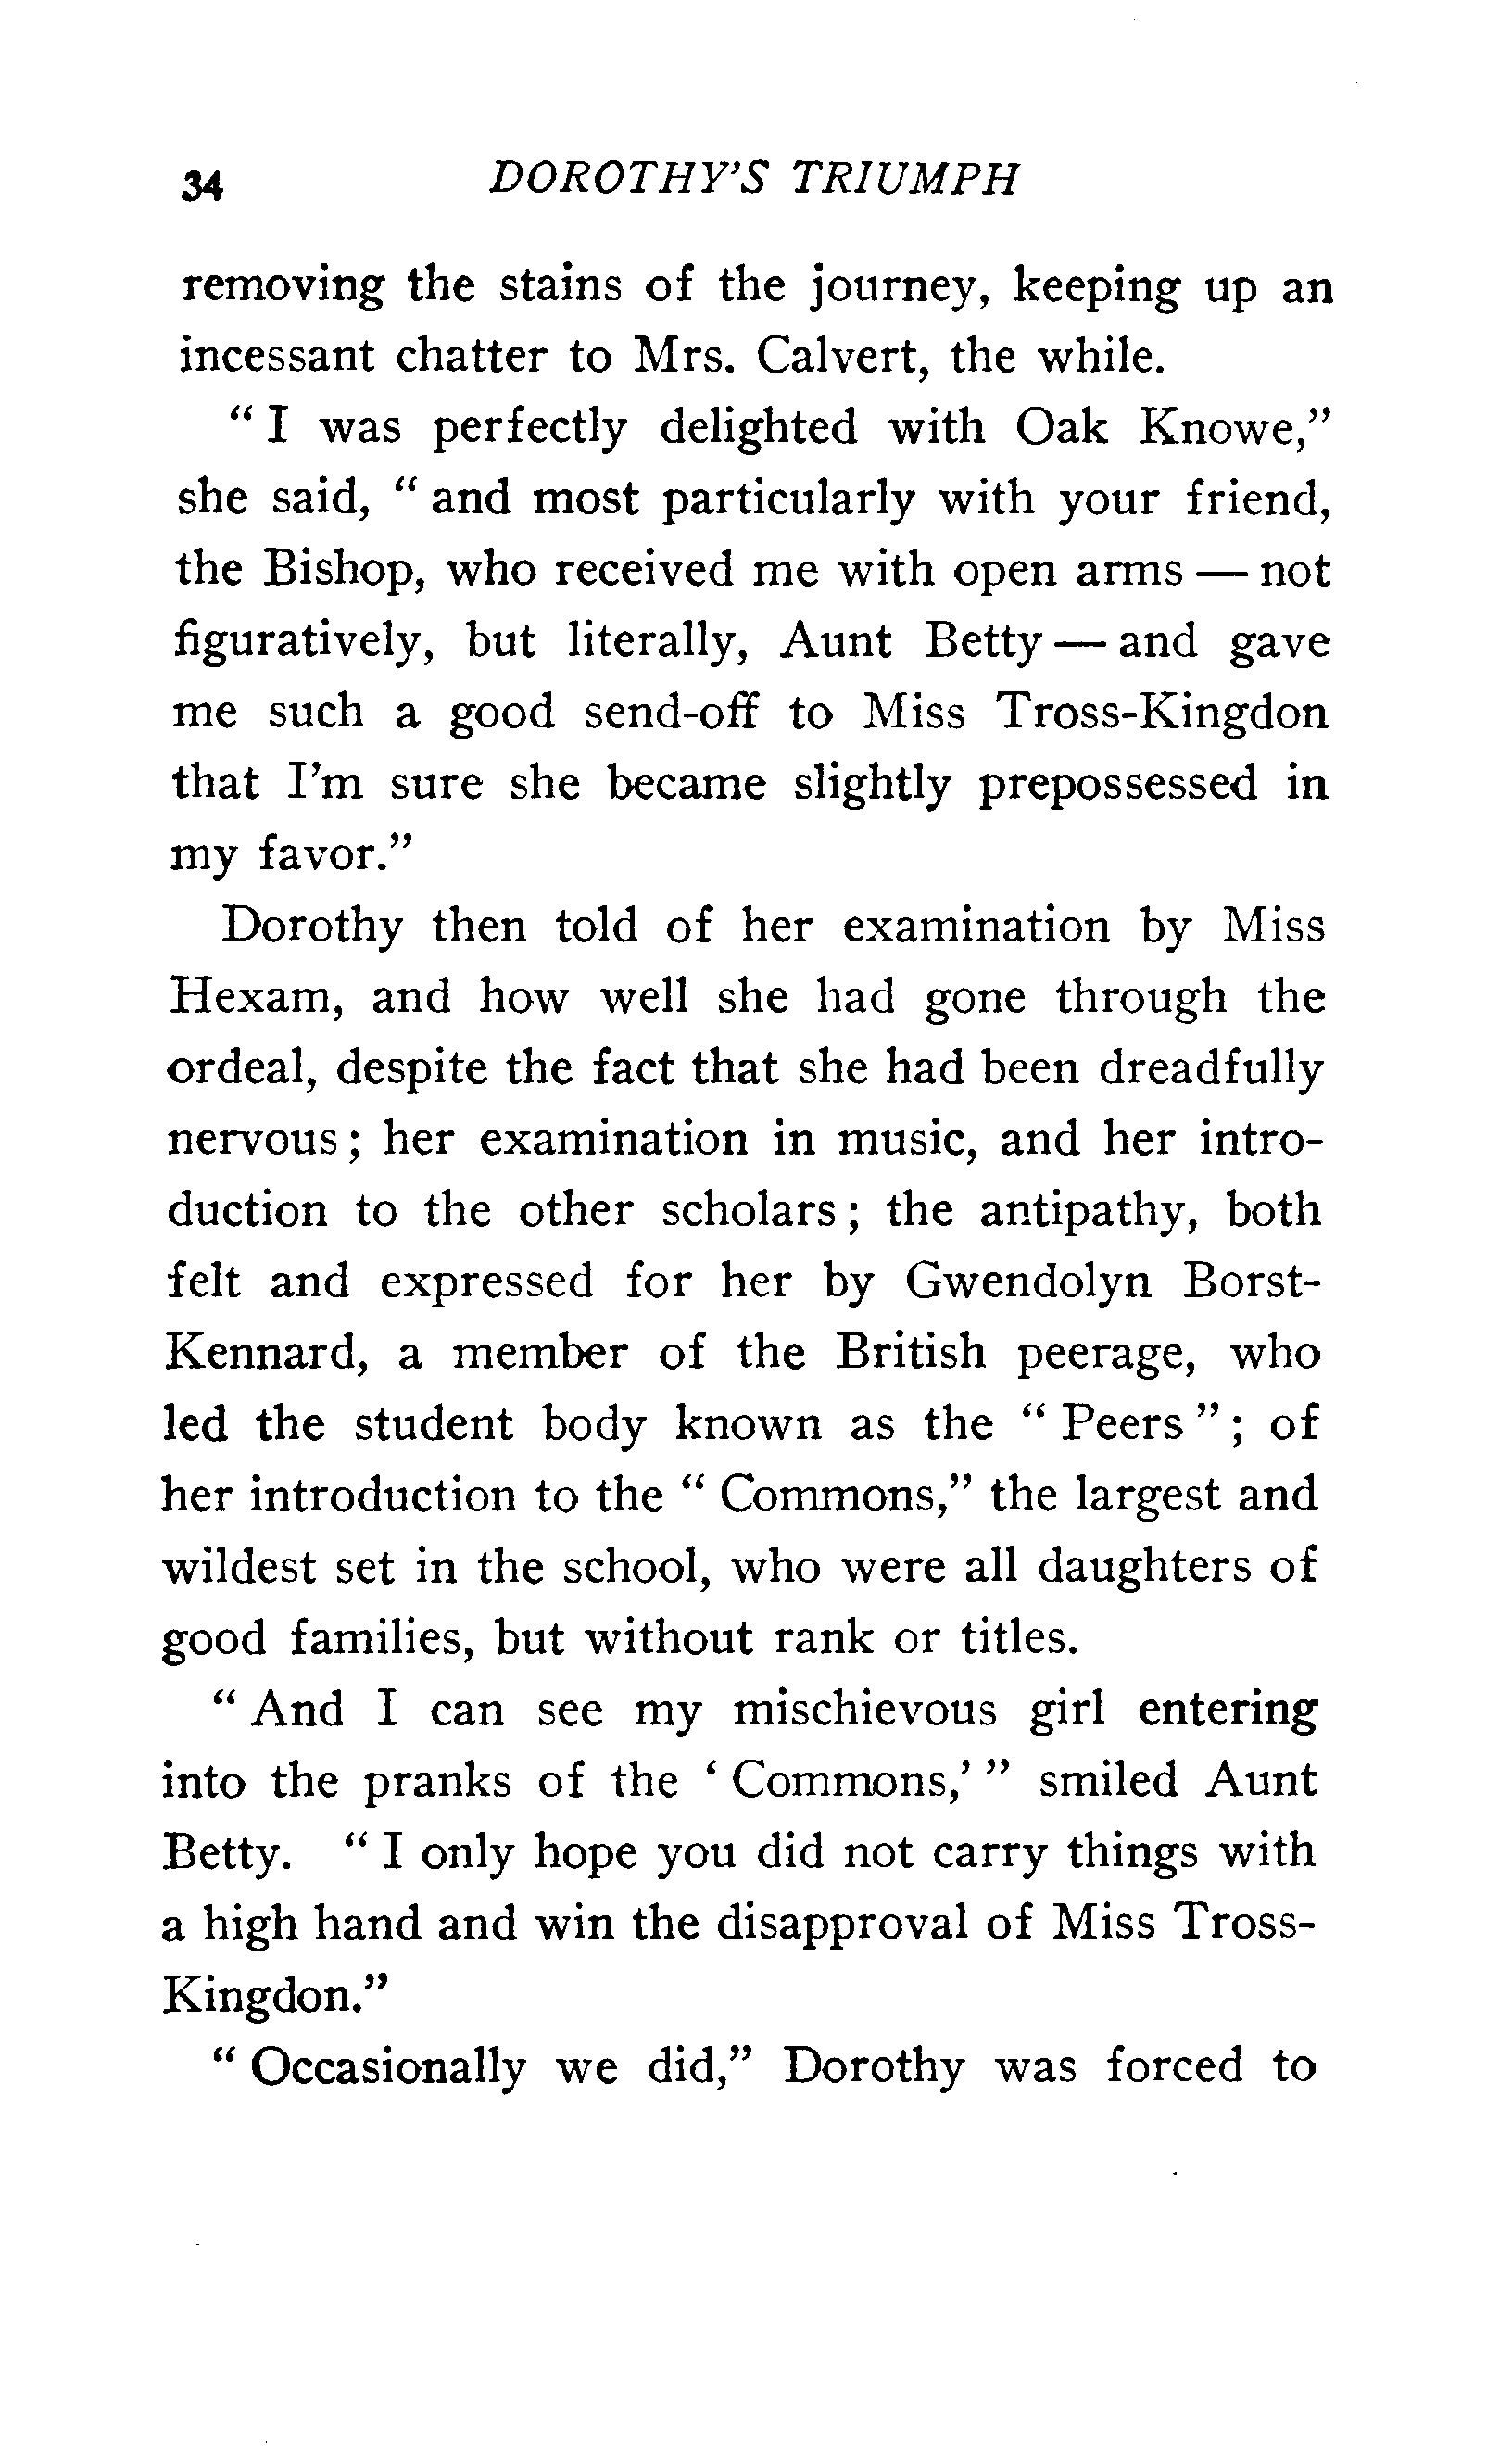 34 DOROTHY'S TRIUMPH
removing the stains of the journey, keeping up an
incessant chatter to Mrs. Calvert, the while.
“ I was perfectly delighted with Oak Knowe,”
she said, “ and most particularly with your friend,
the Bishop, who received me with open arms — not
figuratively, but literally, Aunt Betty — and gave
me such a good send-off to Miss Tross-Kingdon
that I’m sure she became slightly prepossessed in
my favor.”
Dorothy then told of her examination by Miss
Hexam, and how well she had gone through the
ordeal, despite the fact that she had been dreadfully
nervous ; her examination in music, and her intro-
duction to the other scholars ; the antipathy, both
felt and expressed for her by Gwendolyn Borst-
Kennard, a member of the British peerage, who
led the student body known as the “ Peers ” ; of
her introduction to the “ Commons,” the largest and
wildest set in the school, who were all daughters of
good families, but without rank or titles.
“ And I can see my mischievous girl entering
into the pranks of the ‘ Commons,’ ” smiled Aunt
Betty. “ I only hope you did not carry things with
a high hand and win the disapproval of Miss Tross-
Kingdon.”
“ Occasionally we did,” Dorothy was forced to